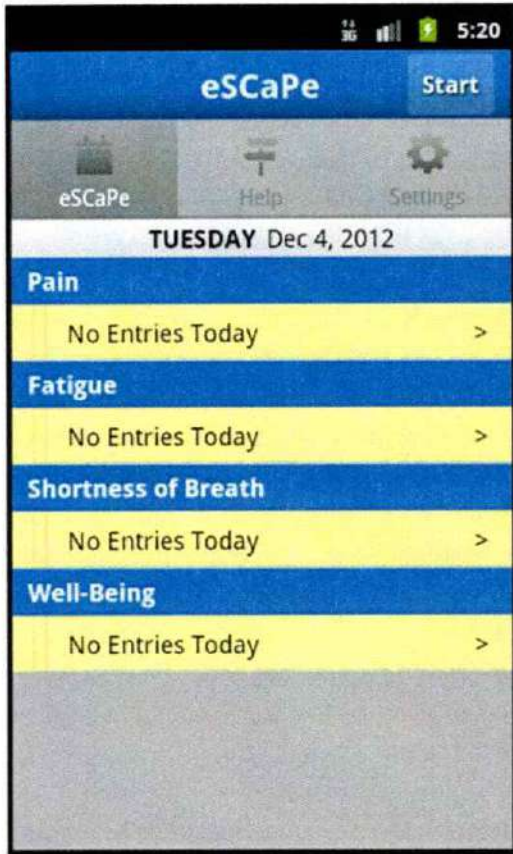 3G 5:20
eSCaPe Start
eSCaPe Help Settings
TUESDAY Dec 4, 2012
Pain
No Entries Today >
Fatigue
No Entries Today >
Shortness of Breath
No Entries Today >
Well-Being
No Entries Today >